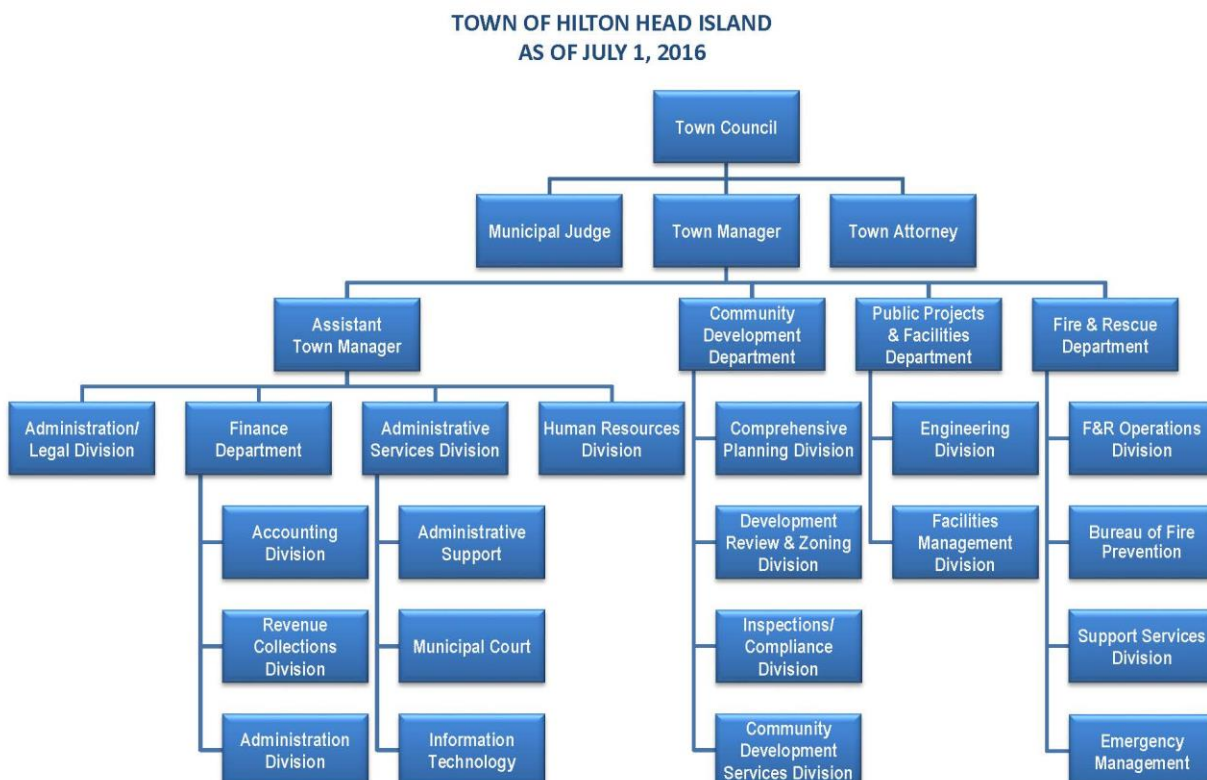 TOWN OF HILTON HEAD ISLAND
AS OF JULY 1, 2016
Town Council
Municipal Judge
Town Manager
Town Attorney
Assistant
Town Manager
Community
Development
Department
Public Projects
& Facilities
Department
Fire & Rescue
Department
Administration/
Legal Division
Finance
Department
Administrative
Services Division
Human Resources
Division
Comprehensive
Planning Division
Engineering
Division
F&R Operations
Division
Accounting
Division
Administrative
Support
Development
Review & Zoning
Division
Facilities
Management
Division
Bureau of Fire
Prevention
Revenue
Collections
Division
Municipal Court
Inspections/
Compliance
Division
Support Services
Division
Administration
Division
Information
Technology
Community
Development
Services Division
Emergency
Management